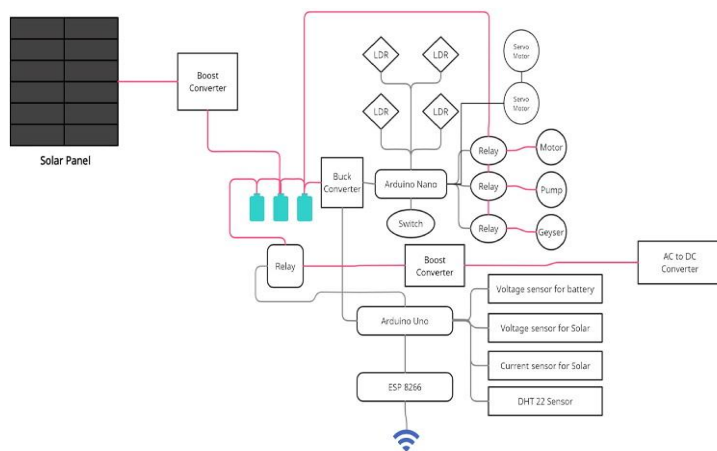 Solar Panel
Boost
Converter
LDR
LDR
LDR
LDR
Servo
Motor
Servo
Motor
Buck
Converter
Arduino Nano
Switch
Relay
Motor
Relay
Pump
Relay
Geyser
Relay
Boost
Converter
AC to DC
Converter
Arduino Uno
Voltage sensor for battery
Voltage sensor for Solar
Current sensor for Solar
DHT 22 Sensor
ESP 8266